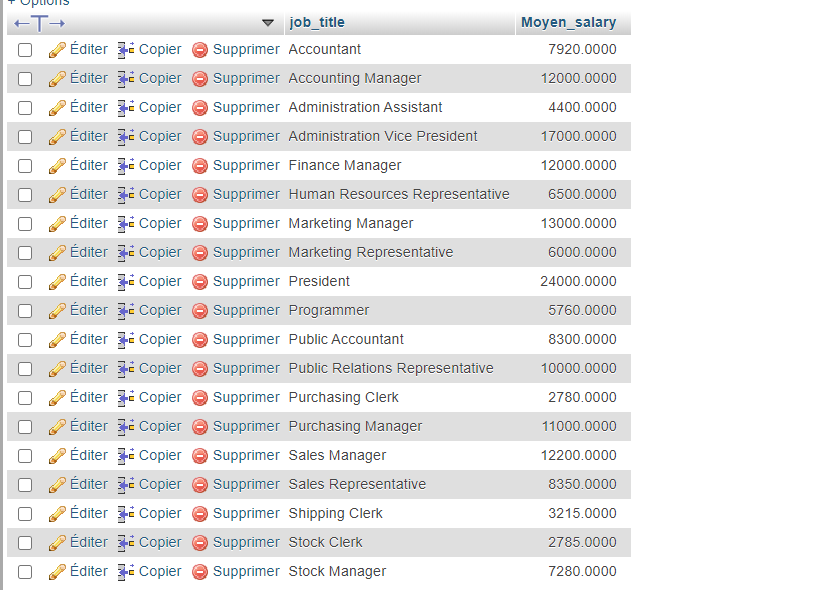 + Options
←T→ job_title Moyen_salary
Éditer Copier Supprimer Accountant 7920.0000
Éditer Copier Supprimer Accounting Manager 12000.0000
Éditer Copier Supprimer Administration Assistant 4400.0000
Éditer Copier Supprimer Administration Vice President 17000.0000
Éditer Copier Supprimer Finance Manager 12000.0000
Éditer Copier Supprimer Human Resources Representative 6500.0000
Éditer Copier Supprimer Marketing Manager 13000.0000
Éditer Copier Supprimer Marketing Representative 6000.0000
Éditer Copier Supprimer President 24000.0000
Éditer Copier Supprimer Programmer 5760.0000
Éditer Copier Supprimer Public Accountant 8300.0000
Éditer Copier Supprimer Public Relations Representative 10000.0000
Éditer Copier Supprimer Purchasing Clerk 2780.0000
Éditer Copier Supprimer Purchasing Manager 11000.0000
Éditer Copier Supprimer Sales Manager 12200.0000
Éditer Copier Supprimer Sales Representative 8350.0000
Éditer Copier Supprimer Shipping Clerk 3215.0000
Éditer Copier Supprimer Stock Clerk 2785.0000
Éditer Copier Supprimer Stock Manager 7280.0000